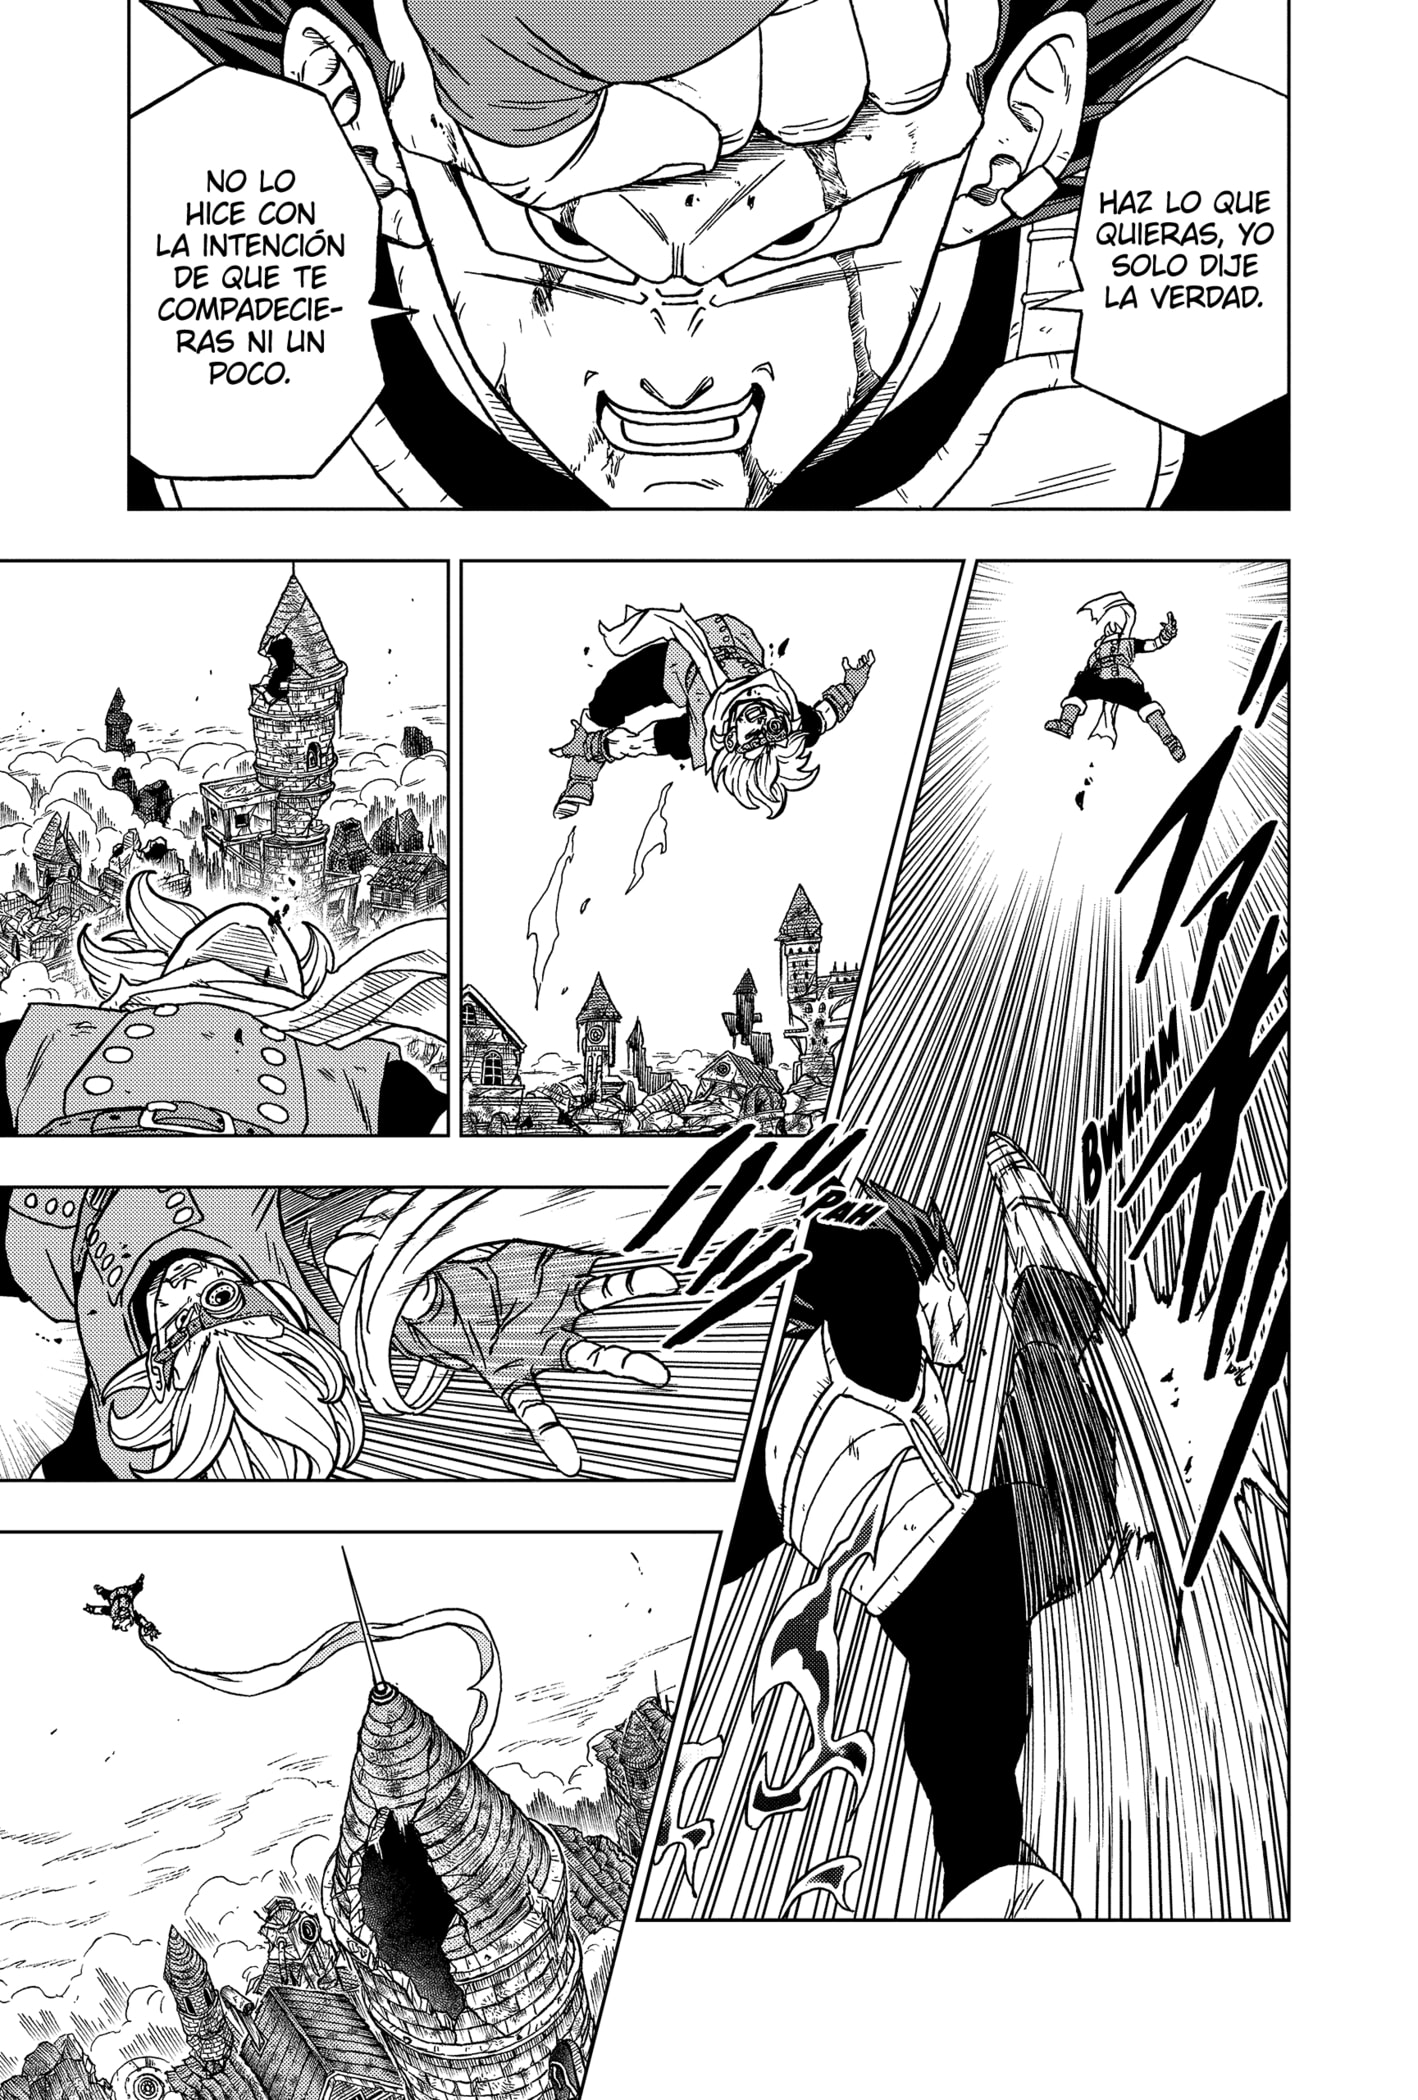 HAZ LO QUE
QUIERAS, YO
SOLO DIJE
LA VERDAD.
NO LO
HICE CON
LA INTENCIÓN
DE QUE TE
COMPADECIE-
RAS NI UN
POCO.
BWHAM
PAH